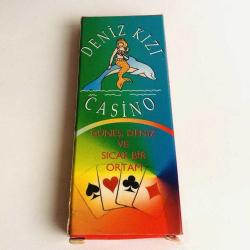 DENİZ KIZI
CASİNO
GÜNEŞ, DENİZ
VE
SICAK BİR
ORTAM